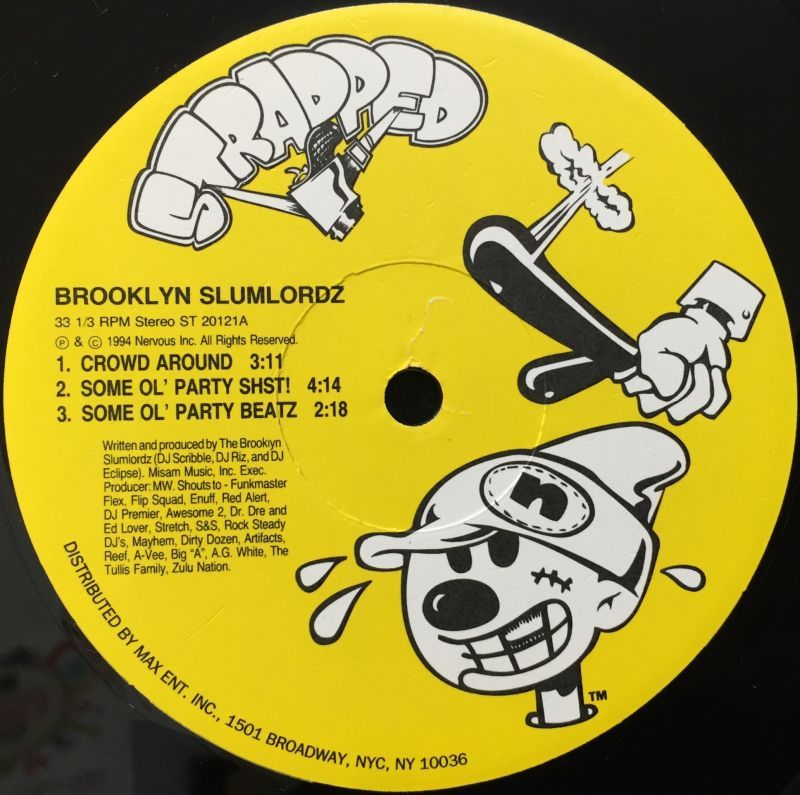 STRAPPED
BROOKLYN SLUMLORDZ
33 1/3 RPM Stereo ST 20121A
℗ & © 1994 Nervous Inc. All Rights Reserved.
1. CROWD AROUND 3:11
2. SOME OL' PARTY SHST! 4:14
3. SOME OL' PARTY BEATZ 2:18
Written and produced by The Brooklyn
Slumlordz (DJ Scribble, DJ Riz, and DJ
Eclipse). Misam Music, Inc. Exec.
Producer: MW. Shouts to - Funkmaster
Flex, Flip Squad, Enuff, Red Alert,
DJ Premier, Awesome 2, Dr. Dre and
Ed Lover, Stretch, S&S, Rock Steady
DJ's, Mayhem, Dirty Dozen, Artifacts,
Reef, A-Vee, Big "A", A.G. White, The
Tullis Family, Zulu Nation.
DISTRIBUTED BY MAX ENT. INC., 1501 BROADWAY, NYC, NY 10036
TM